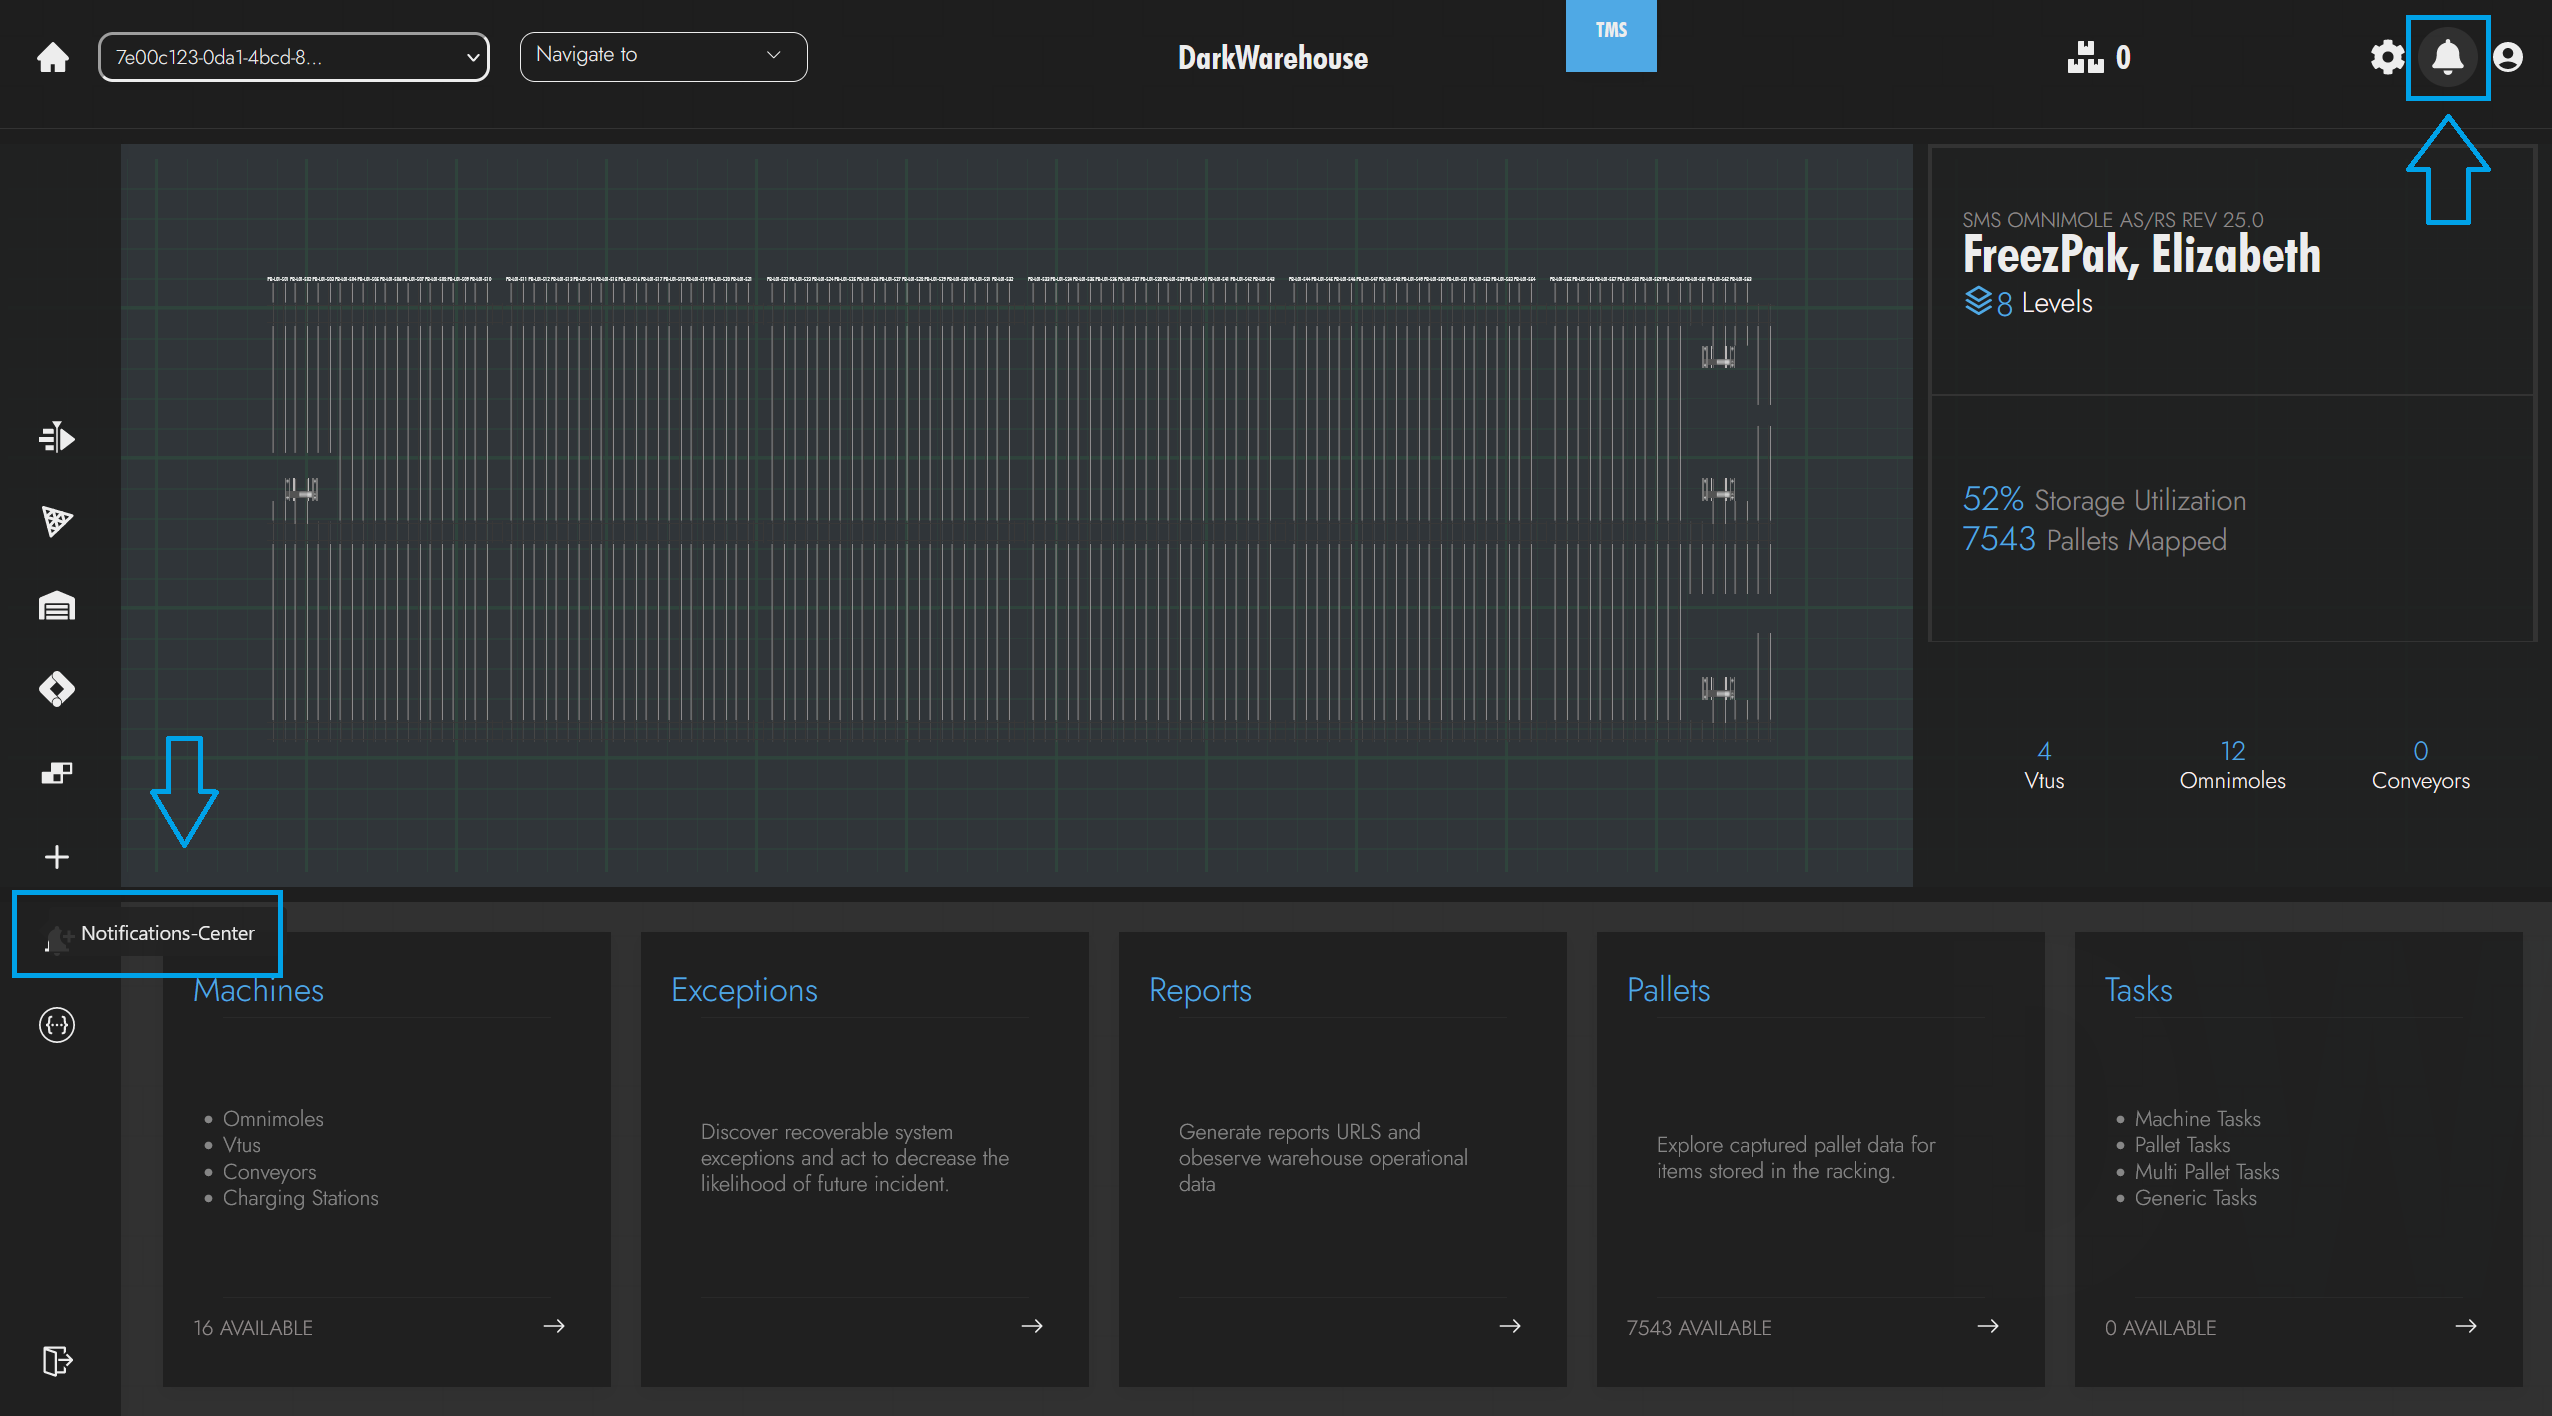 7e00c123-0da1-4bcd-8...
Navigate to
DarkWarehouse
TMS
0
SMS OMNIMOLE AS/RS REV 25.0
FreezPak, Elizabeth
8 Levels
52% Storage Utilization
7543 Pallets Mapped
4
Vtus
12
Omnimoles
0
Conveyors
Notifications-Center
Machines
Omnimoles
Vtus
Conveyors
Charging Stations
16 AVAILABLE
Exceptions
Discover recoverable system
exceptions and act to decrease the
likelihood of future incident.
Reports
Generate reports URLS and
obeserve warehouse operational
data
Pallets
Explore captured pallet data for
items stored in the racking.
7543 AVAILABLE
Tasks
Machine Tasks
Pallet Tasks
Multi Pallet Tasks
Generic Tasks
0 AVAILABLE